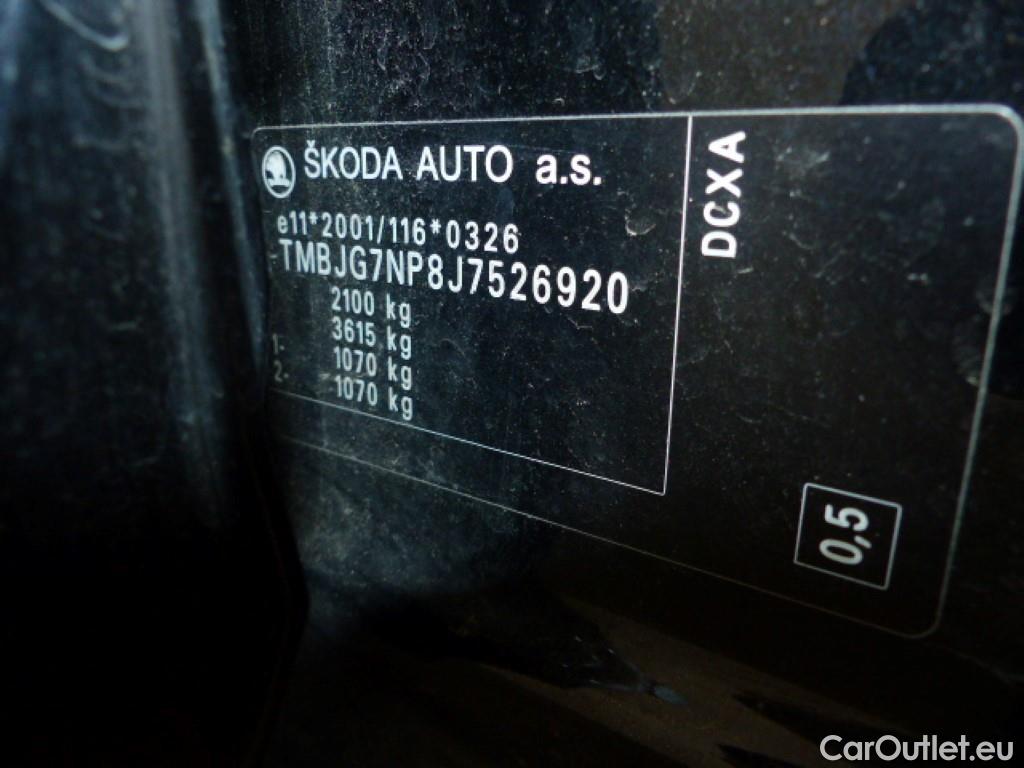 ŠKODA AUTO a.s.
e11*2001/116*0326
TMBJG7NP8J7526920
2100 kg
3615 kg
1- 1070 kg
2- 1070 kg
DCXA
0,5
CarOutlet.eu